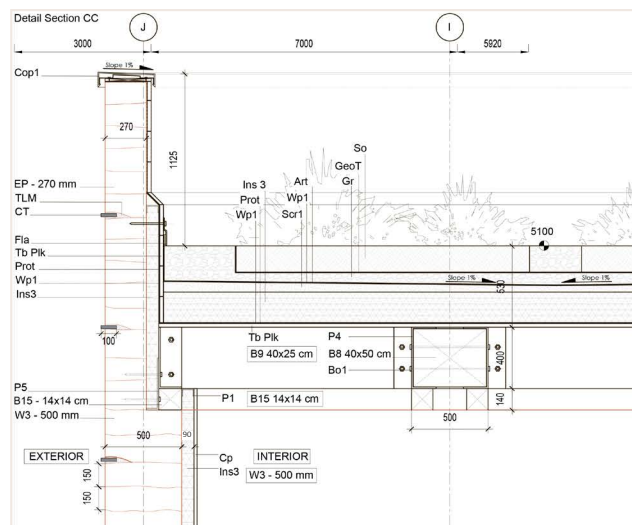 Detail Section CC
J
I
3000
7000
5920
Slope 1%
Cop1
270
1125
So
GeoT
Gr
Art
Wp1
Scr1
Ins 3
Prot
Wp1
EP - 270 mm
TLM
CT
Fla
Tb Plk
Prot
Wp1
Ins3
5100
Slope 1%
Slope 1%
530
100
Tb Plk
B9 40x25 cm
P4
B8 40x50 cm
Bo1
400
P5
B15 - 14x14 cm
W3 - 500 mm
P1
B15 14x14 cm
140
500
500
90
EXTERIOR
Cp
INTERIOR
Ins3
W3 - 500 mm
150
150